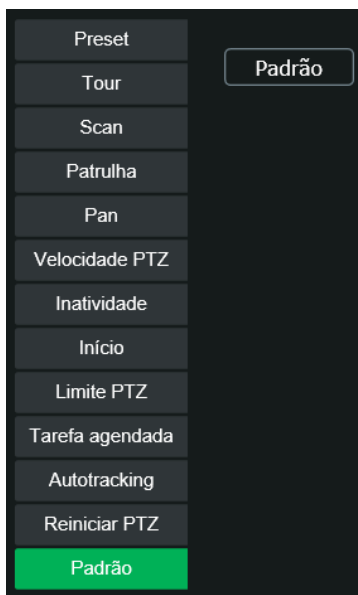 Preset
Tour
Scan
Patrulha
Pan
Velocidade PTZ
Inatividade
Início
Limite PTZ
Tarefa agendada
Autotracking
Reiniciar PTZ
Padrão
Padrão